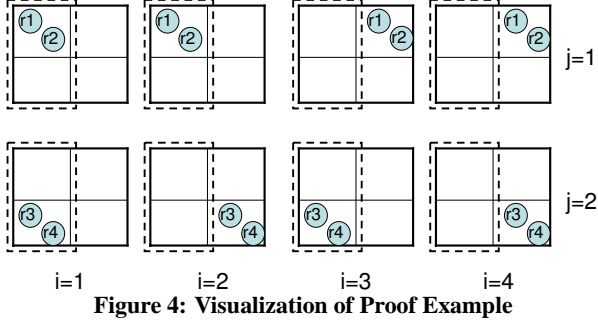 r1 r1 r1 r1
r2 r2 r2 r2
j=1
r3 r3 r3 r3
r4 r4 r4 r4
j=2
i=1 i=2 i=3 i=4
Figure 4: Visualization of Proof Example